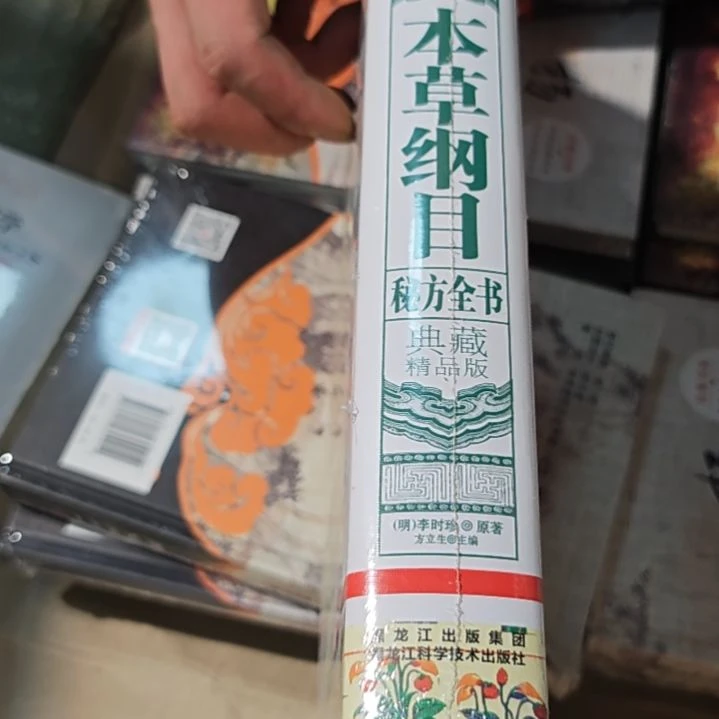 本草纲目
秘方全书
典藏
精品版
(明)李时珍◎原著
方立生◎主编
黑龙江出版集团
黑龙江科学技术出版社
学